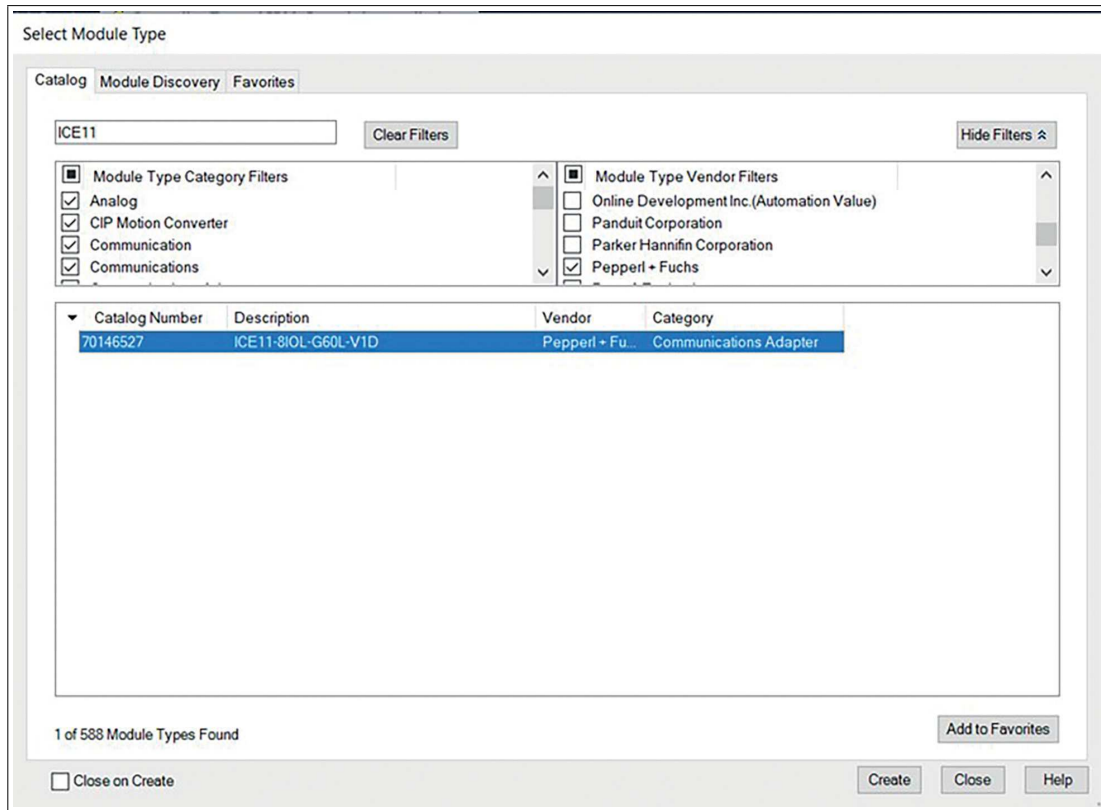 Select Module Type
Catalog Module Discovery Favorites
ICE11 Clear Filters Hide Filters
Module Type Category Filters
Analog
CIP Motion Converter
Communication
Communications
Module Type Vendor Filters
Online Development Inc.(Automation Value)
Panduit Corporation
Parker Hannifin Corporation
Pepperl + Fuchs
Catalog Number Description Vendor Category
70146527 ICE11-8IOL-G60L-V1D Pepperl + Fu... Communications Adapter
1 of 588 Module Types Found Add to Favorites
Close on Create Create Close Help